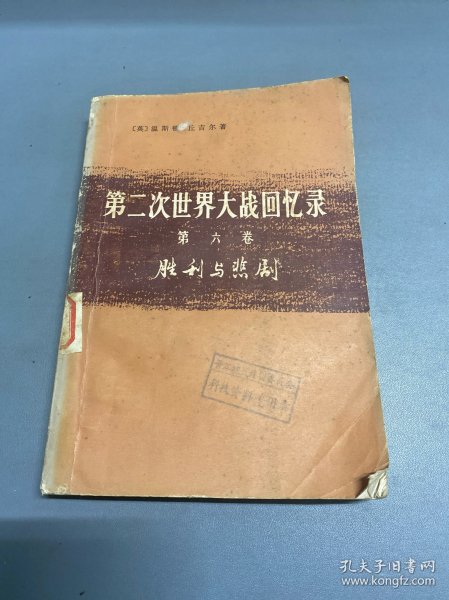 〔英〕温斯顿·丘吉尔著
第二次世界大战回忆录
第六卷
胜利与悲剧
孔夫子旧书网
www.kongfz.com